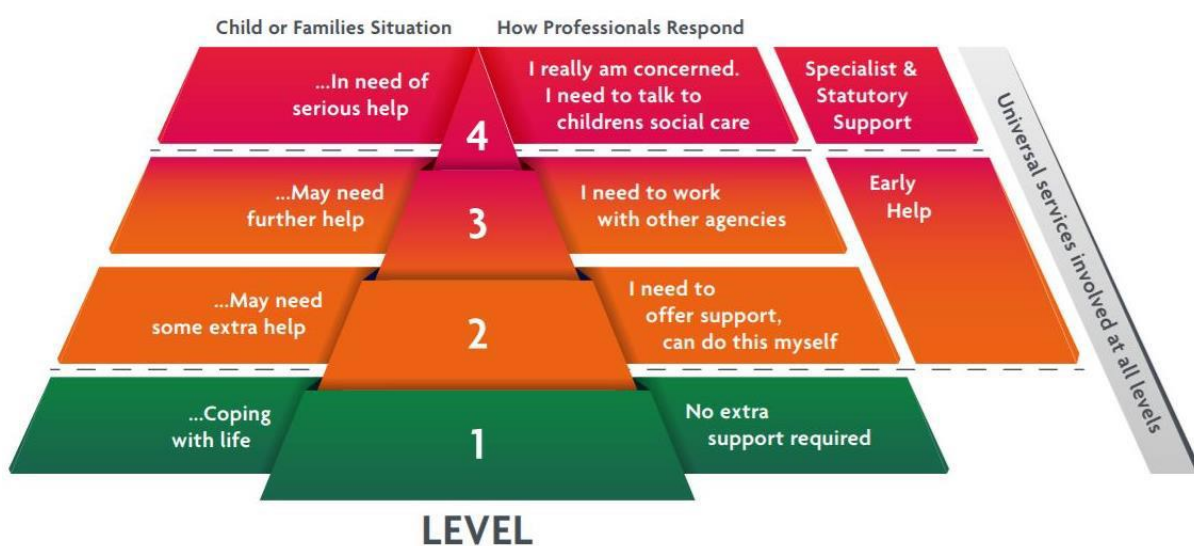 Child or Families Situation
How Professionals Respond
...In need of
serious help
4
I really am concerned.
I need to talk to
childrens social care
Specialist &
Statutory
Support
...May need
further help
3
I need to work
with other agencies
Early
Help
...May need
some extra help
2
I need to
offer support,
can do this myself
...Coping
with life
1
No extra
support required
Universal services involved at all levels
LEVEL